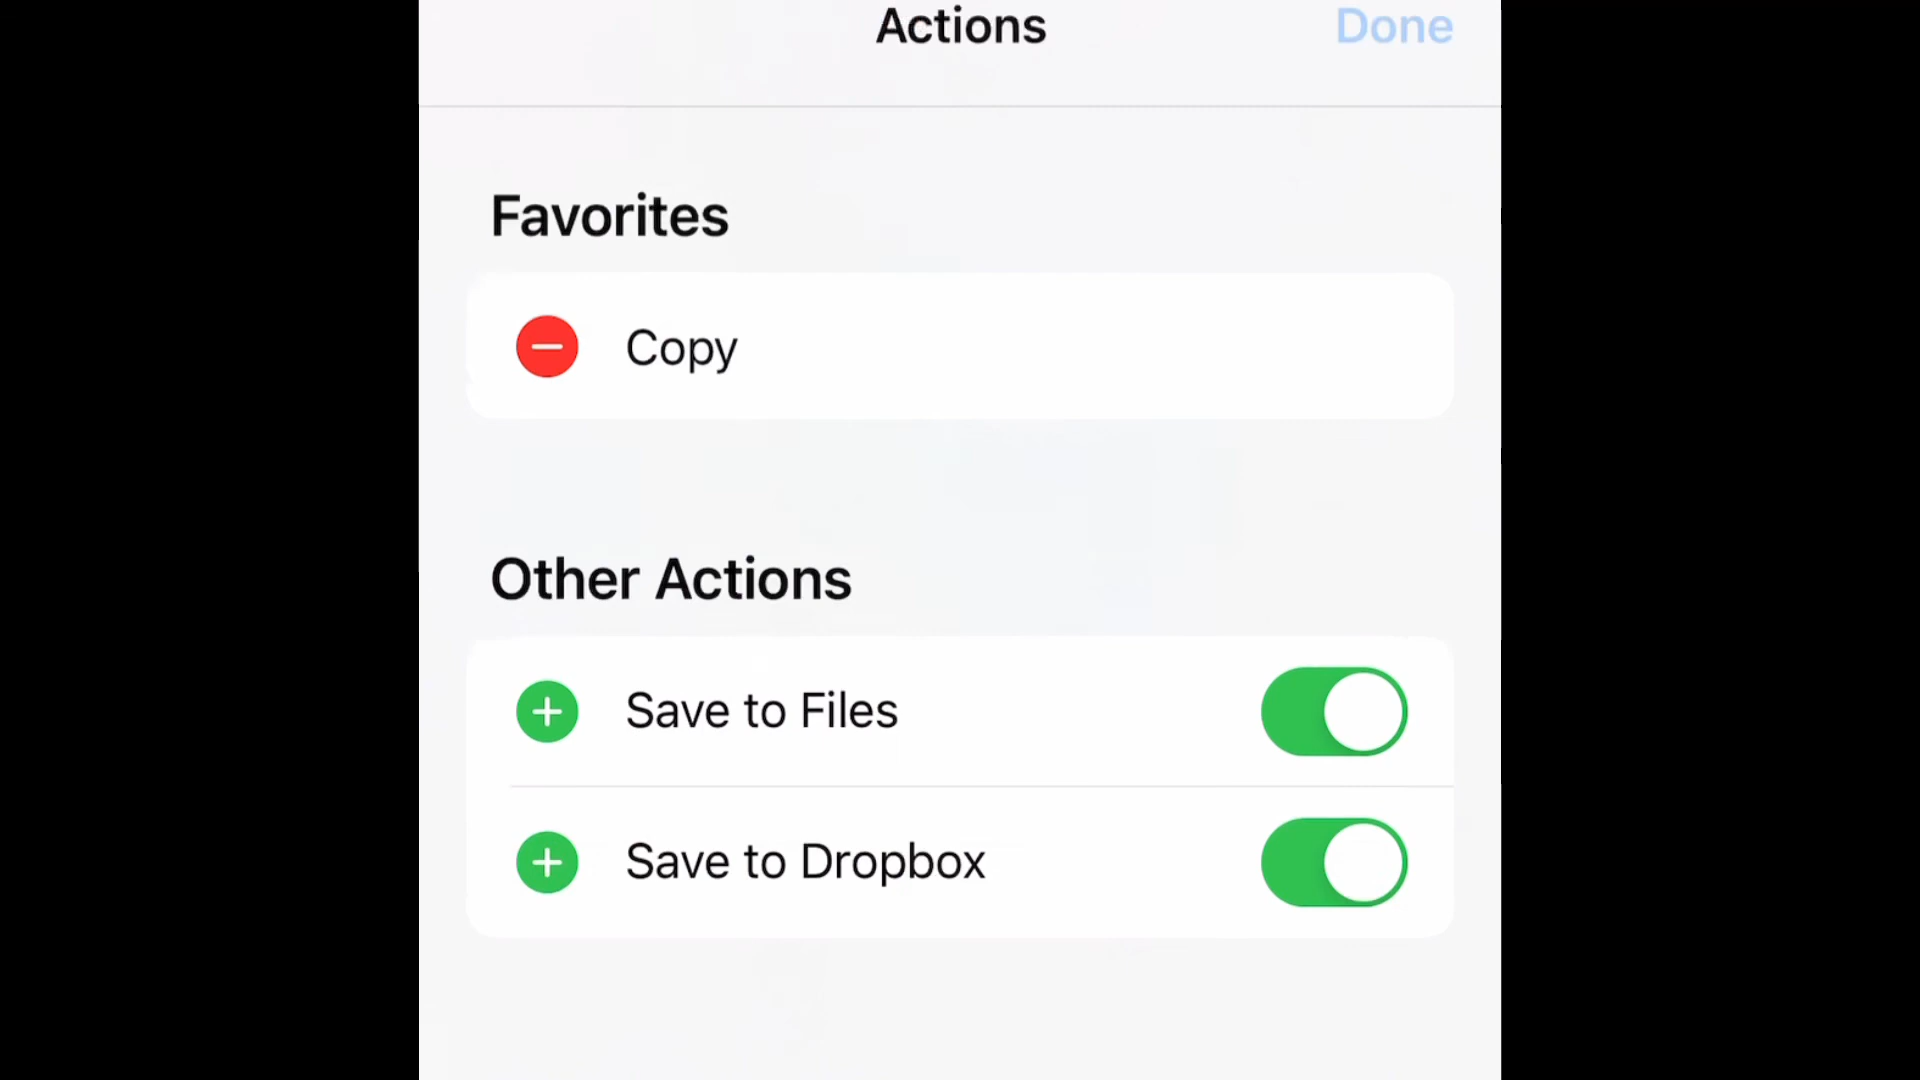 Actions
Done
Favorites
Copy
Other Actions
Save to Files
Save to Dropbox